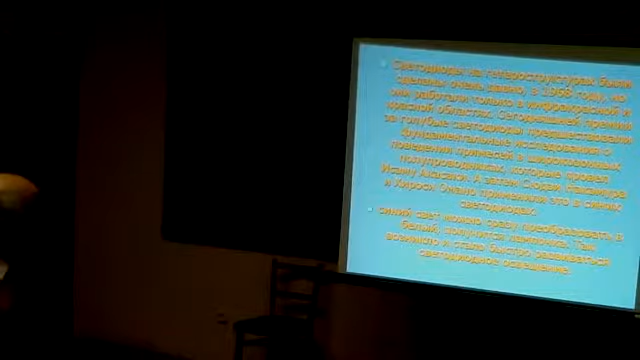 Светодиоды на гетероструктурах были
сделаны очень давно, в 1968 году, но
они работали только в инфракрасной и
красной областях. Сегодняшней премии
за голубые светодиоды предшествовали
фундаментальные исследования о
поведении примесей в широкозонных
полупроводниках, которые провел
Исаму Акасаки. А затем Сюдзи Накамура
и Хироси Амано применили это в синих
светодиодах.
синий свет можно сразу преобразовать в
белый, получится лампочка. Так
возникло и стало быстро развиваться
светодиодное освещение.